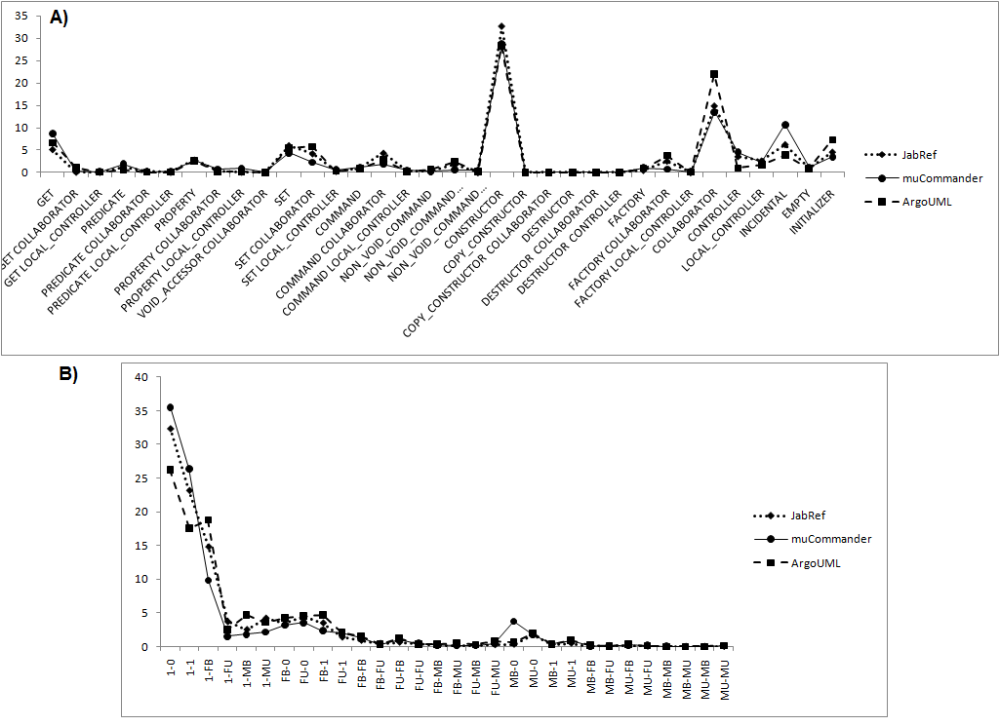 A)
35
30
25
20
15
10
5
0
GET
GET COLLABORATOR
GET LOCAL_CONTROLLER
PREDICATE
PREDICATE COLLABORATOR
PREDICATE LOCAL_CONTROLLER
PROPERTY
PROPERTY COLLABORATOR
PROPERTY LOCAL_CONTROLLER
VOID_ACCESSOR COLLABORATOR
SET
SET COLLABORATOR
SET LOCAL_CONTROLLER
COMMAND
COMMAND COLLABORATOR
COMMAND LOCAL_CONTROLLER
NON_VOID_COMMAND
NON_VOID_COMMAND...
NON_VOID_COMMAND...
CONSTRUCTOR
COPY_CONSTRUCTOR
COPY_CONSTRUCTOR COLLABORATOR
DESTRUCTOR
DESTRUCTOR COLLABORATOR
DESTRUCTOR CONTROLLER
FACTORY
FACTORY COLLABORATOR
FACTORY LOCAL_CONTROLLER
COLLABORATOR
CONTROLLER
LOCAL_CONTROLLER
INCIDENTAL
EMPTY
INITIALIZER
JabRef
muCommander
ArgoUML
B)
40
35
30
25
20
15
10
5
0
1-0
1-1
1-FB
1-FU
1-MB
1-MU
FB-0
FU-0
FB-1
FU-1
FB-FB
FB-FU
FU-FB
FU-FU
FB-MB
FB-MU
FU-MB
FU-MU
MB-0
MU-0
MB-1
MU-1
MB-FB
MB-FU
MU-FB
MU-FU
MB-MB
MB-MU
MU-MB
MU-MU
JabRef
muCommander
ArgoUML